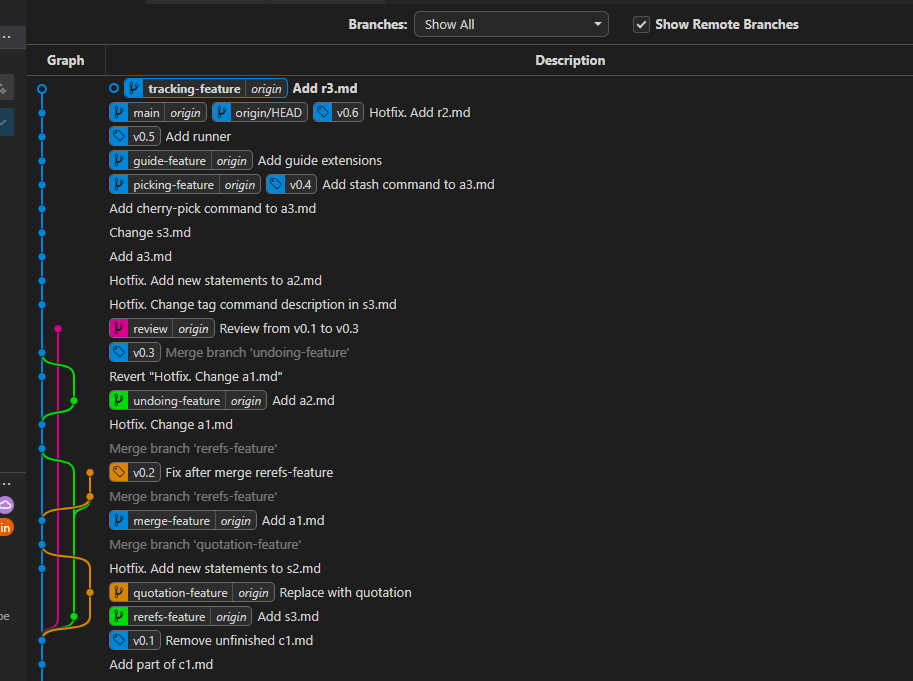 Branches: Show All Show Remote Branches
Graph Description
tracking-feature origin Add r3.md
main origin origin/HEAD v0.6 Hotfix. Add r2.md
v0.5 Add runner
guide-feature origin Add guide extensions
picking-feature origin v0.4 Add stash command to a3.md
Add cherry-pick command to a3.md
Change s3.md
Add a3.md
Hotfix. Add new statements to a2.md
Hotfix. Change tag command description in s3.md
review origin Review from v0.1 to v0.3
v0.3 Merge branch 'undoing-feature'
Revert "Hotfix. Change a1.md"
undoing-feature origin Add a2.md
Hotfix. Change a1.md
Merge branch 'rerefs-feature'
v0.2 Fix after merge rerefs-feature
Merge branch 'rerefs-feature'
merge-feature origin Add a1.md
in
Merge branch 'quotation-feature'
Hotfix. Add new statements to s2.md
quotation-feature origin Replace with quotation
rerefs-feature origin Add s3.md
v0.1 Remove unfinished c1.md
Add part of c1.md